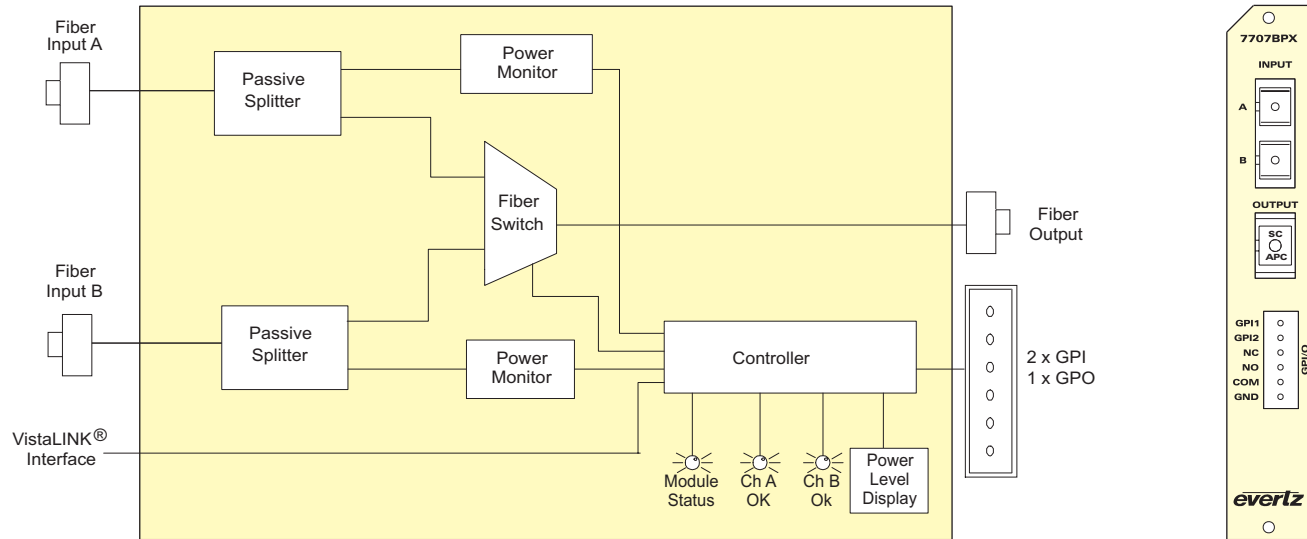 Fiber
Input A
Passive
Splitter
Power
Monitor
Fiber
Switch
Fiber
Output
Fiber
Input B
Passive
Splitter
Power
Monitor
Controller
2 x GPI
1 x GPO
VistaLINK®
Interface
Module
Status
Ch A
OK
Ch B
Ok
Power
Level
Display
7707BPX
INPUT
A
B
OUTPUT
SC
APC
GPI1
GPI2
NC
NO
COM
GND
GPI/O
evertz